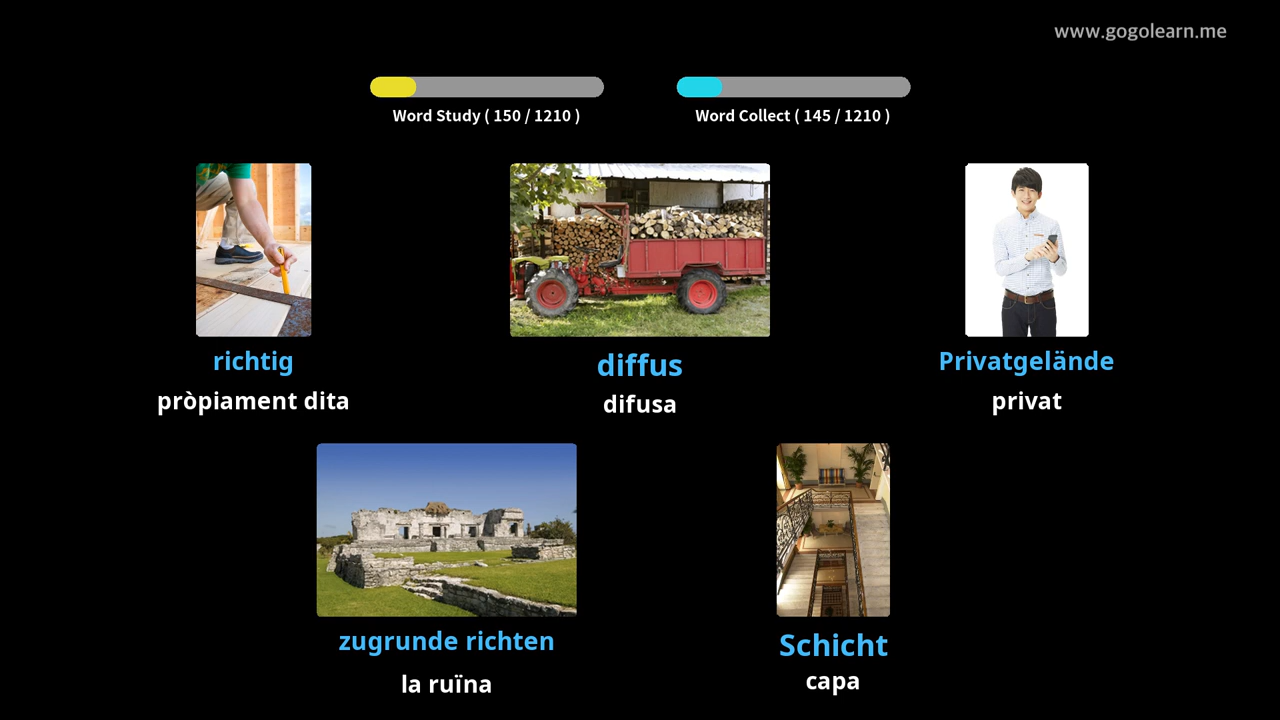 www.gogolearn.me
Word Study ( 150 / 1210 )
Word Collect ( 145 / 1210 )
richtig
pròpiament dita
diffus
difusa
Privatgelände
privat
zugrunde richten
la ruïna
Schicht
capa